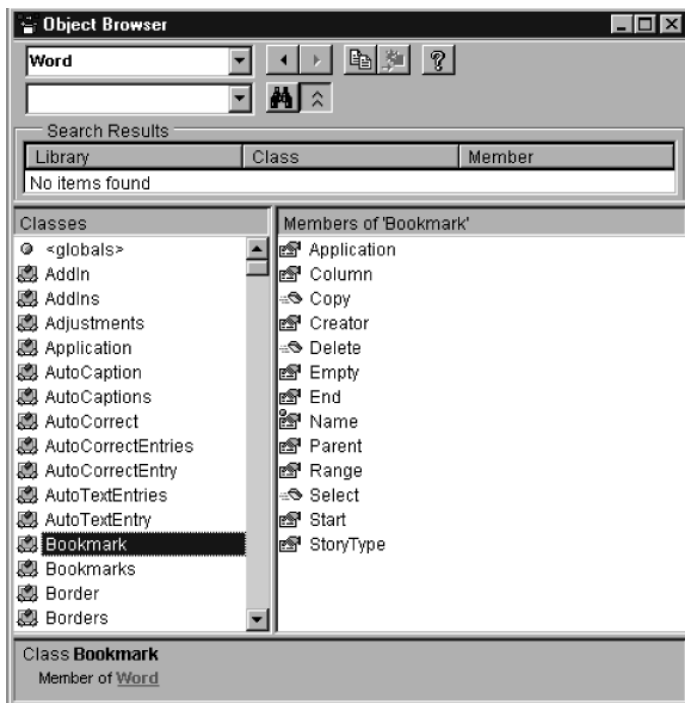 Object Browser
Word
Search Results
Library Class Member
No items found
Classes
<globals>
AddIn
AddIns
Adjustments
Application
AutoCaption
AutoCaptions
AutoCorrect
AutoCorrectEntries
AutoCorrectEntry
AutoTextEntries
AutoTextEntry
Bookmark
Bookmarks
Border
Borders
Members of 'Bookmark'
Application
Column
Copy
Creator
Delete
Empty
End
Name
Parent
Range
Select
Start
StoryType
Class Bookmark
Member of Word